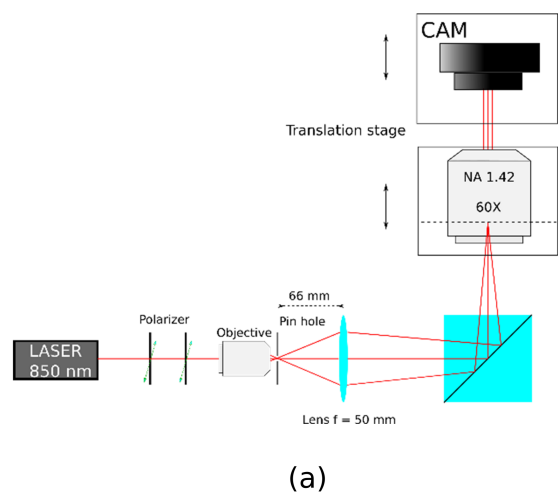 CAM
Translation stage
NA 1.42
60X
66 mm
Polarizer
Pin hole
Objective
LASER
850 nm
Lens f = 50 mm
(a)